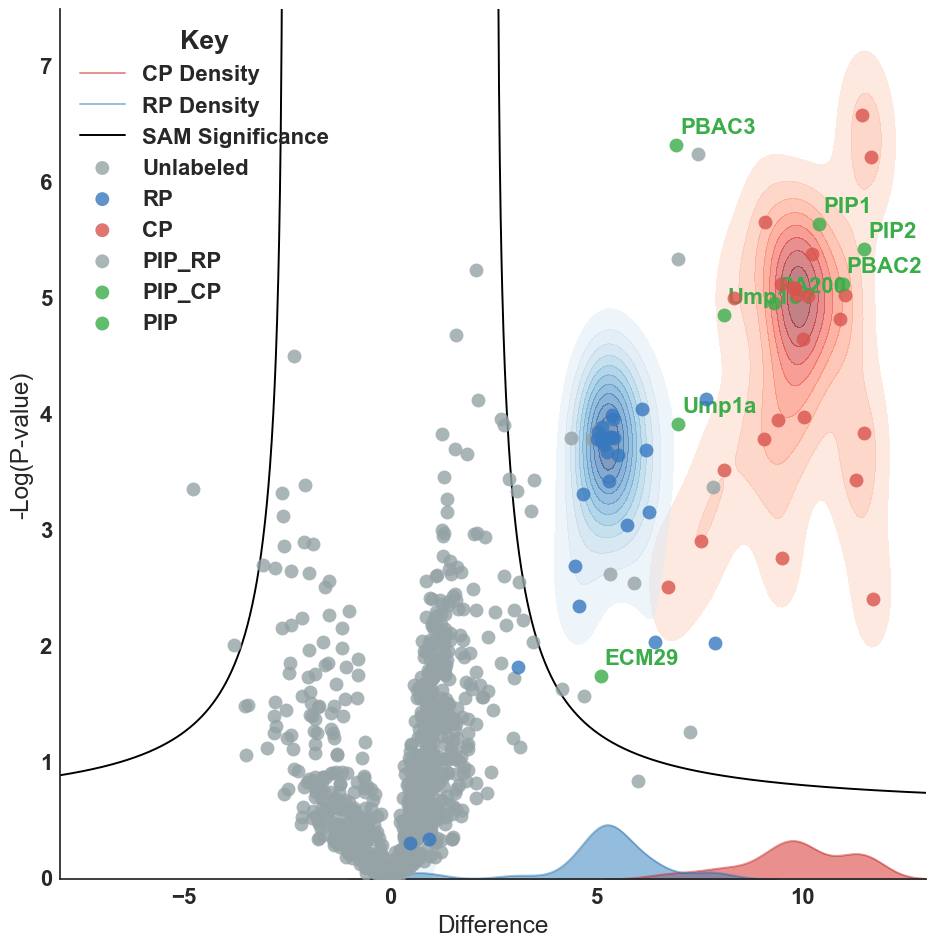 Key
CP Density
RP Density
SAM Significance
Unlabeled
RP
CP
PIP_RP
PIP_CP
PIP
PBAC3
PIP1
PIP2
PBAC2
PA200
Ump1c
Ump1a
ECM29
7
6
5
4
3
2
1
0
-Log(P-value)
−5
0
5
10
Difference